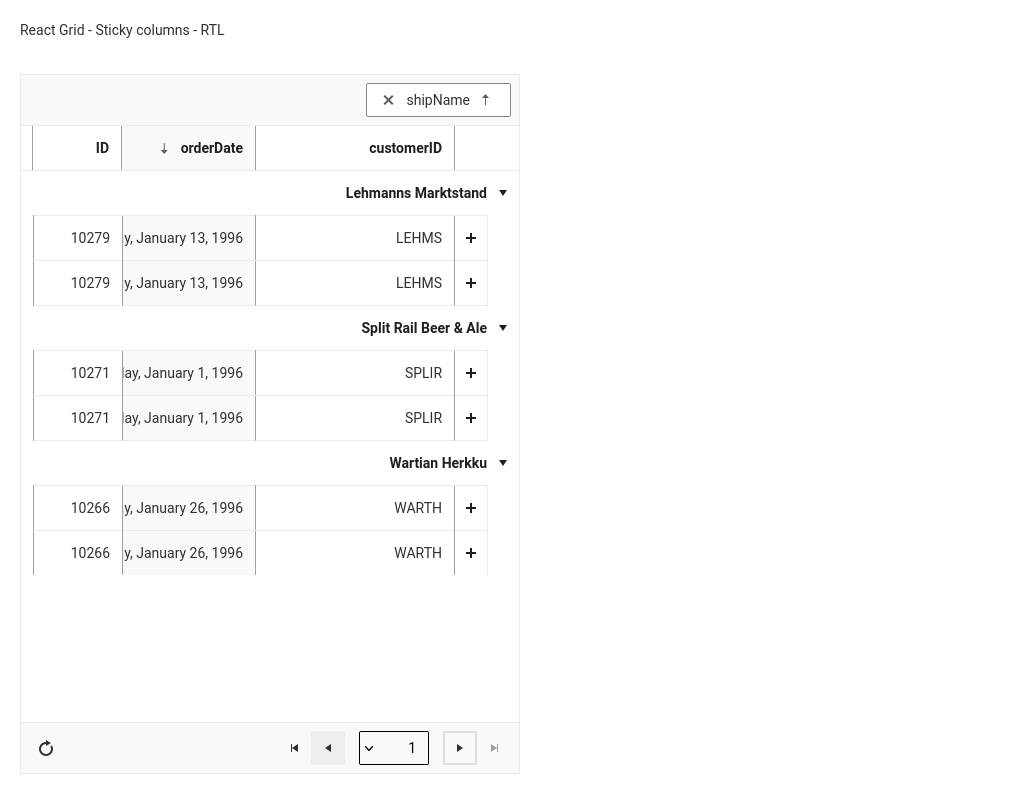 React Grid - Sticky columns - RTL
shipName
ID orderDate customerID
Lehmanns Marktstand
10279 y, January 13, 1996 LEHMS
10279 y, January 13, 1996 LEHMS
Split Rail Beer & Ale
10271 ay, January 1, 1996 SPLIR
10271 ay, January 1, 1996 SPLIR
Wartian Herkku
10266 y, January 26, 1996 WARTH
10266 y, January 26, 1996 WARTH
1